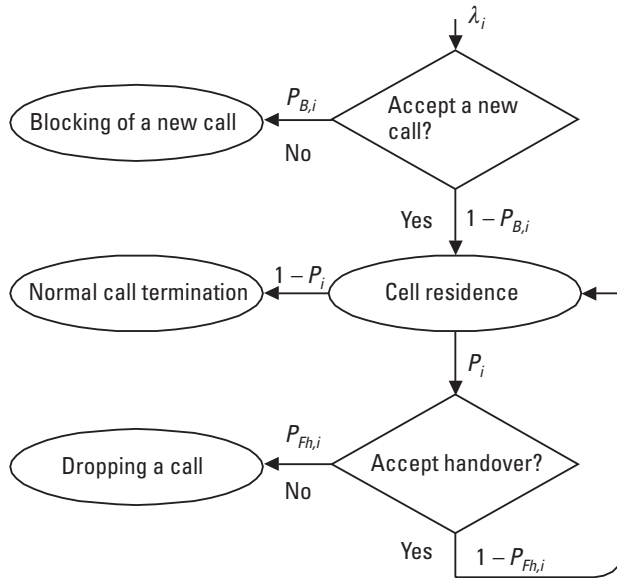 λi
Accept a new
call?
PB,i
Blocking of a new call
No
Yes
1 – PB,i
1 – Pi
Normal call termination
Cell residence
Pi
PFh,i
Dropping a call
Accept handover?
No
Yes
1 – PFh,i